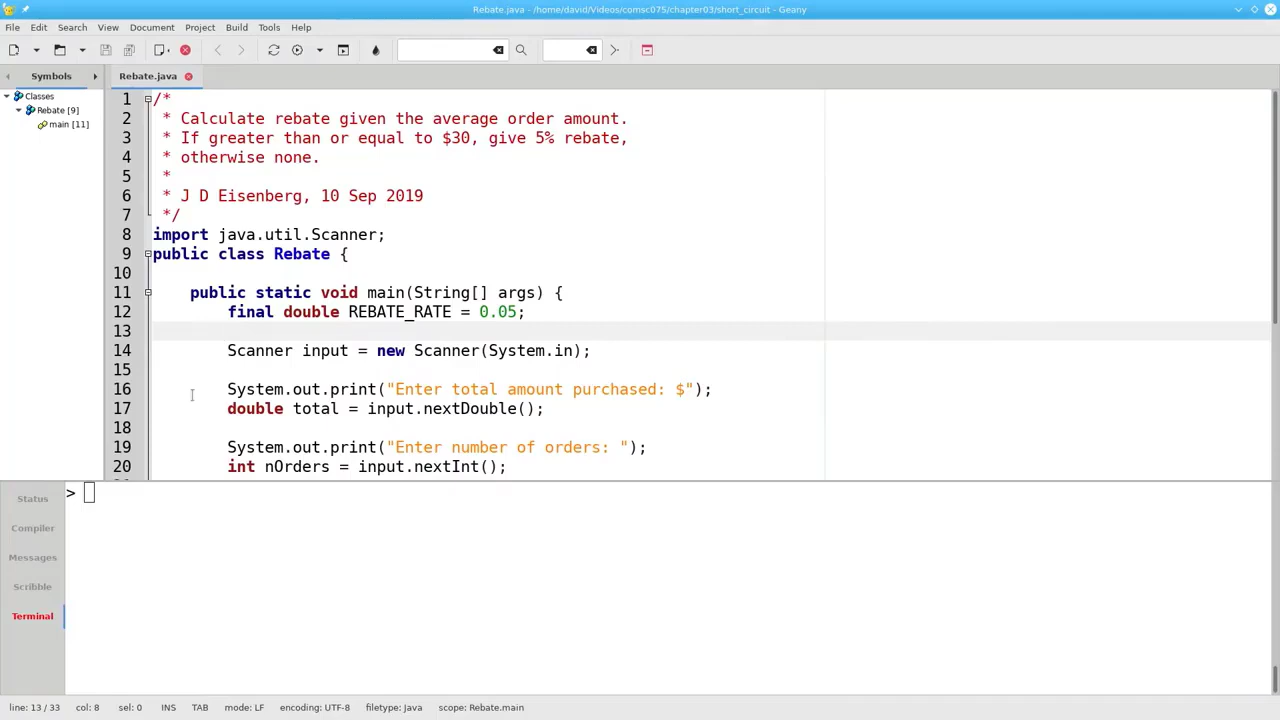 Rebate.java - /home/david/Videos/comsc075/chapter03/short_circuit - Geany
File Edit Search View Document Project Build Tools Help
Symbols
Rebate.java
Classes
Rebate [9]
main [11]
1 /*
2  * Calculate rebate given the average order amount.
3  * If greater than or equal to $30, give 5% rebate,
4  * otherwise none.
5  *
6  * J D Eisenberg, 10 Sep 2019
7  */
8 import java.util.Scanner;
9 public class Rebate {
10
11     public static void main(String[] args) {
12         final double REBATE_RATE = 0.05;
13
14         Scanner input = new Scanner(System.in);
15
16         System.out.print("Enter total amount purchased: $");
17         double total = input.nextDouble();
18
19         System.out.print("Enter number of orders: ");
20         int nOrders = input.nextInt();
Status
Compiler
Messages
Scribble
Terminal
>
line: 13 / 33 col: 8 sel: 0 INS TAB mode: LF encoding: UTF-8 filetype: Java scope: Rebate.main